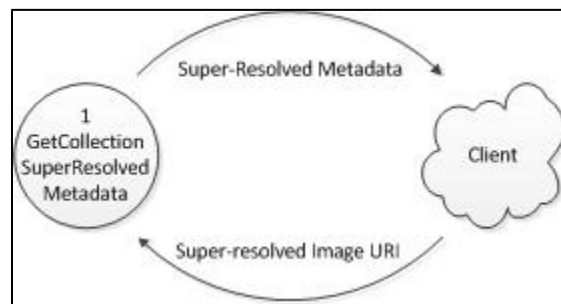 Super-Resolved Metadata
1
GetCollection
SuperResolved
Metadata
Client
Super-resolved Image URI